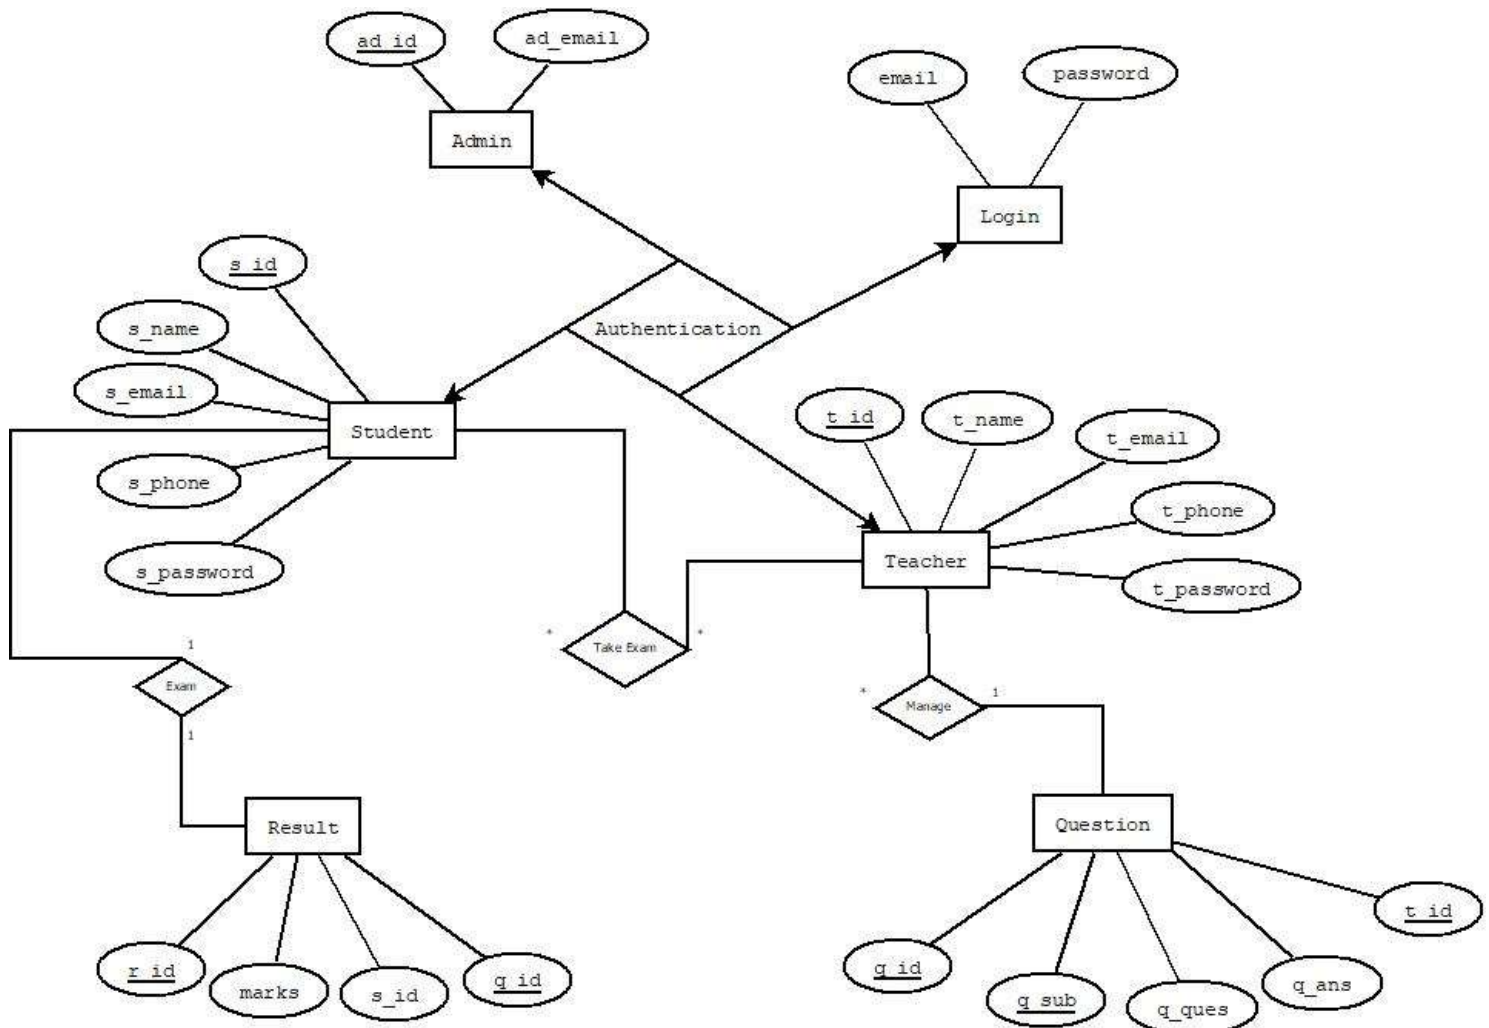 ad_id
ad_email
email
password
Admin
Login
s_id
s_name
Authentication
s_email
t_id
t_name
Student
t_email
s_phone
t_phone
Teacher
s_password
t_password
1
*
Take Exam
*
Exam
*
1
Manage
1
Result
Question
t_id
r_id
marks
s_id
q_id
q_id
q_sub
q_ques
q_ans